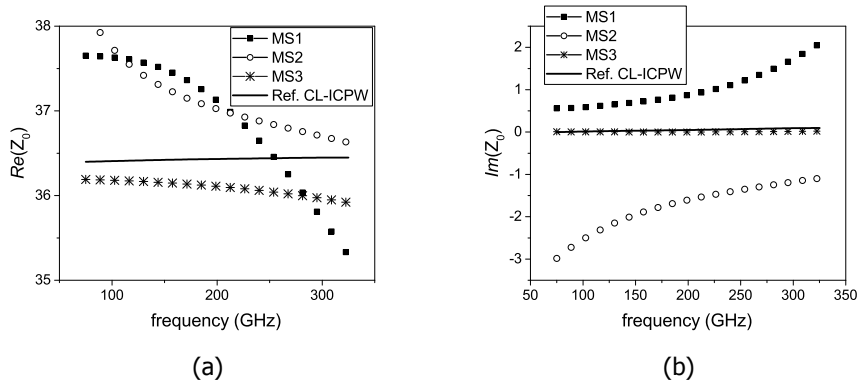 38
37
36
35
Re(Z0)
MS1
MS2
MS3
Ref. CL-ICPW
100
200
300
frequency (GHz)
(a)
2
1
0
-1
-2
-3
Im(Z0)
MS1
MS2
MS3
Ref. CL-ICPW
50
100
150
200
250
300
350
frequency (GHz)
(b)